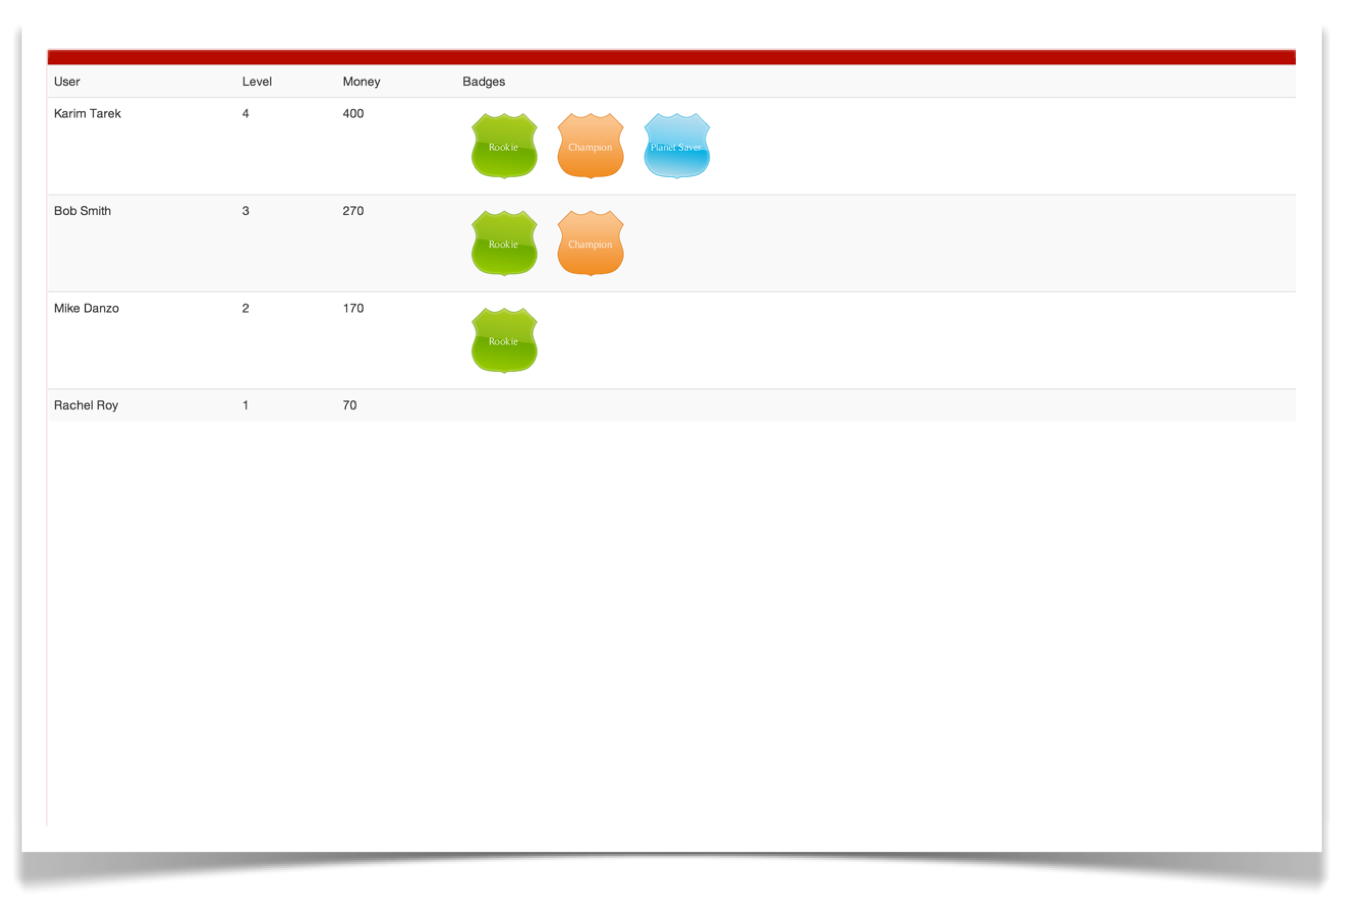 User Level Money Badges
Karim Tarek 4 400
Rookie Champion Planet Saver
Bob Smith 3 270
Rookie Champion
Mike Danzo 2 170
Rookie
Rachel Roy 1 70